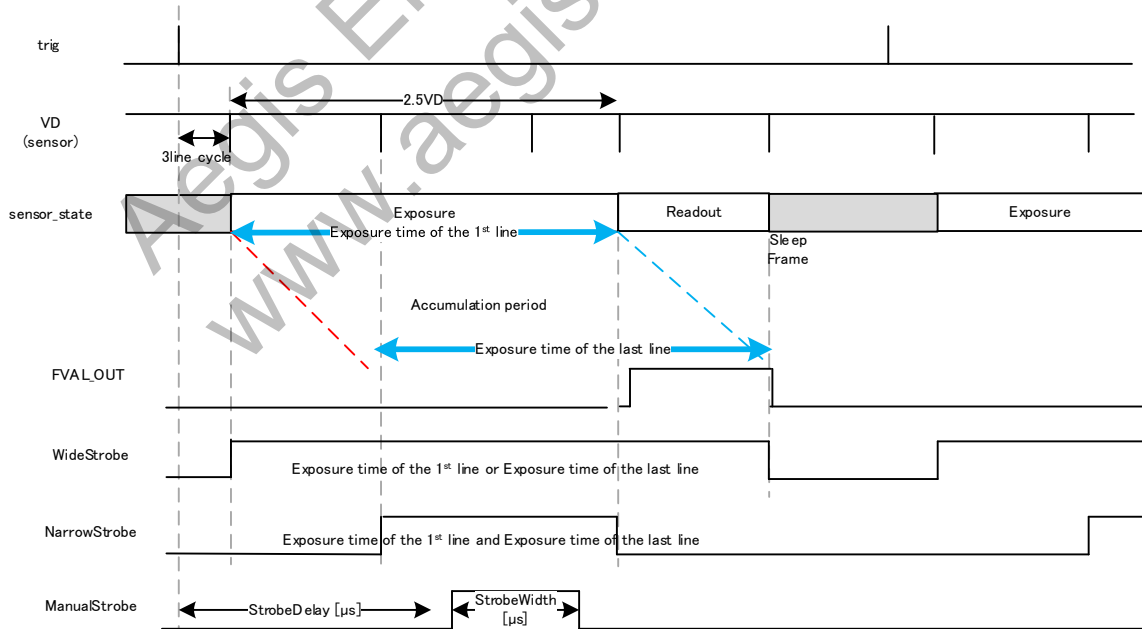 trig
2.5VD
VD
(sensor)
3line cycle
sensor_state
Exposure
Readout
Exposure
Exposure time of the 1st line
Sleep
Frame
Accumulation period
Exposure time of the last line
FVAL_OUT
WideStrobe
Exposure time of the 1st line or Exposure time of the last line
NarrowStrobe
Exposure time of the 1st line and Exposure time of the last line
ManualStrobe
StrobeDelay [µs]
StrobeWidth
[µs]
Aegis
www.aegis